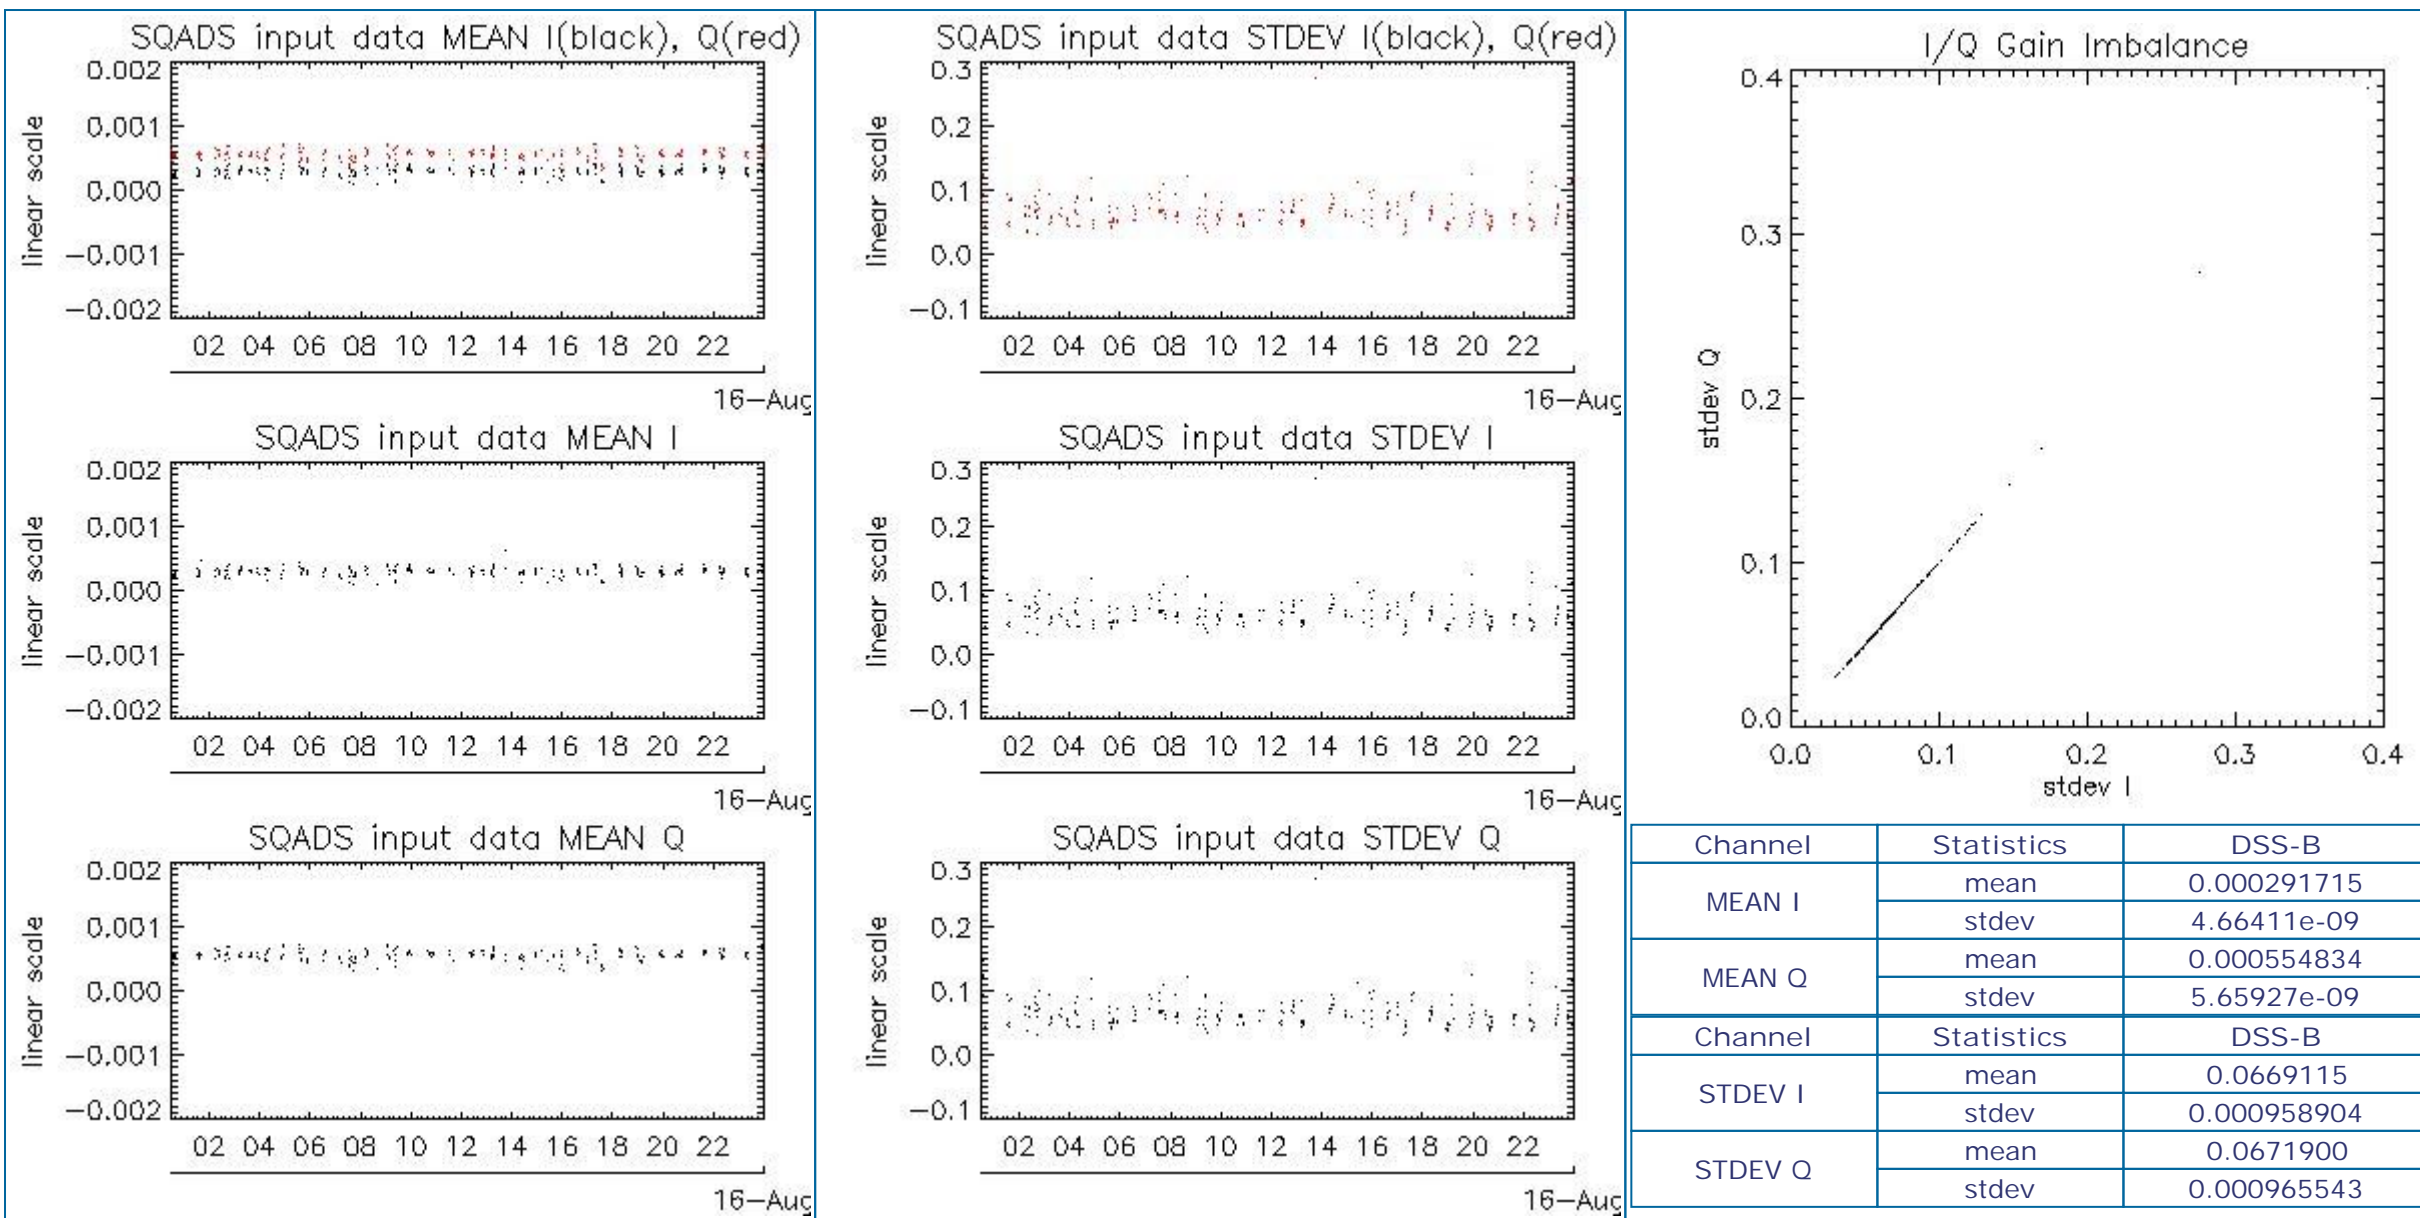 SQADS input data MEAN I(black), Q(red)
linear scale
0.002
0.001
0.000
−0.001
−0.002
02 04 06 08 10 12 14 16 18 20 22
16−Aug
SQADS input data MEAN I
linear scale
0.002
0.001
0.000
−0.001
−0.002
02 04 06 08 10 12 14 16 18 20 22
16−Aug
SQADS input data MEAN Q
linear scale
0.002
0.001
0.000
−0.001
−0.002
02 04 06 08 10 12 14 16 18 20 22
16−Aug
SQADS input data STDEV I(black), Q(red)
linear scale
0.3
0.2
0.1
0.0
−0.1
02 04 06 08 10 12 14 16 18 20 22
16−Aug
SQADS input data STDEV I
linear scale
0.3
0.2
0.1
0.0
−0.1
02 04 06 08 10 12 14 16 18 20 22
16−Aug
SQADS input data STDEV Q
linear scale
0.3
0.2
0.1
0.0
−0.1
02 04 06 08 10 12 14 16 18 20 22
16−Aug
I/Q Gain Imbalance
stdev Q
0.4
0.3
0.2
0.1
0.0
0.0 0.1 0.2 0.3 0.4
stdev I
Channel Statistics DSS-B
MEAN I mean 0.000291715
stdev 4.66411e-09
MEAN Q mean 0.000554834
stdev 5.65927e-09
Channel Statistics DSS-B
STDEV I mean 0.0669115
stdev 0.000958904
STDEV Q mean 0.0671900
stdev 0.000965543